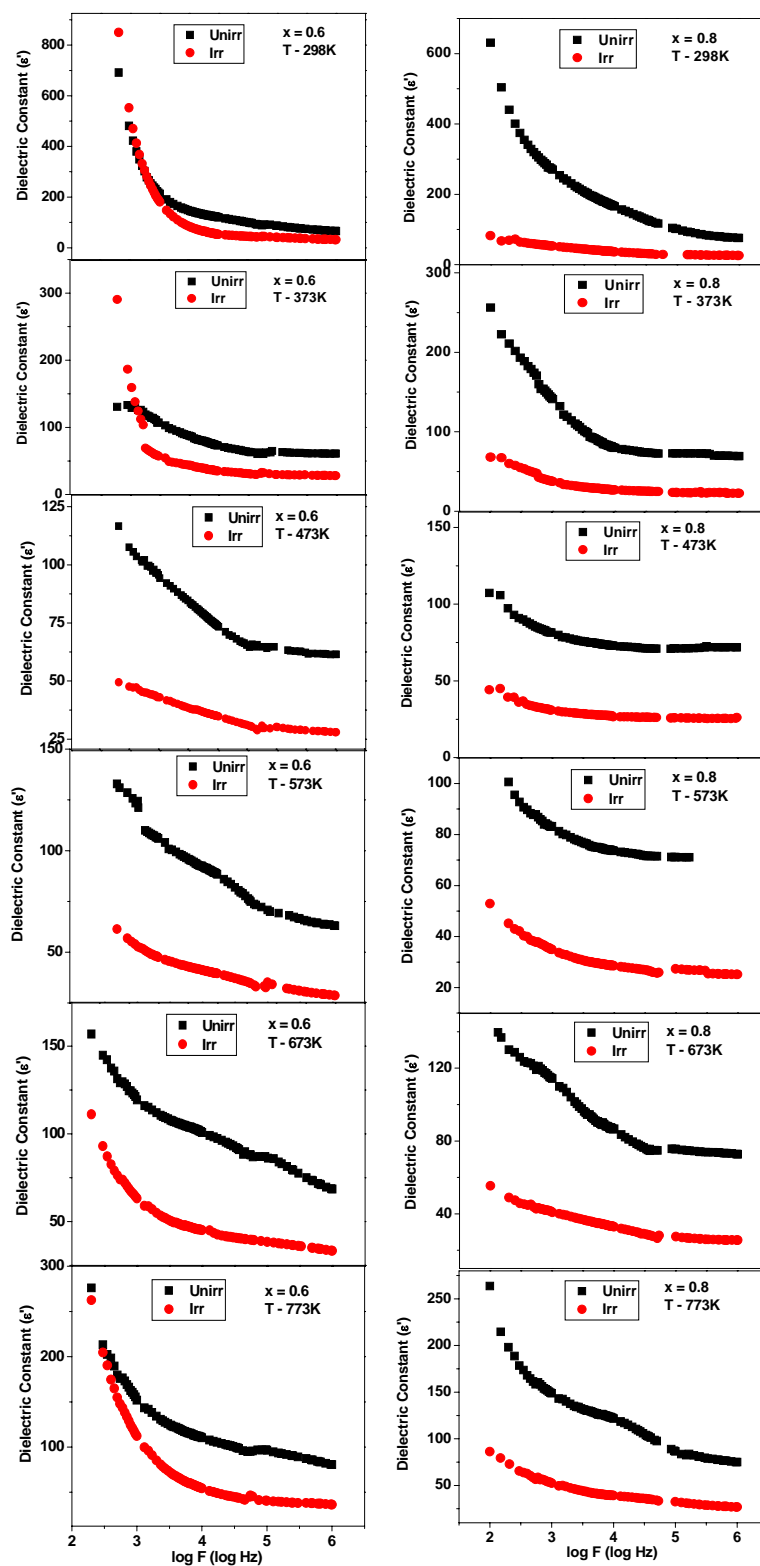 Dielectric Constant (ε')
800
600
400
200
0
Unirr
Irr
x = 0.6
T - 298K
Dielectric Constant (ε')
600
400
200
0
Unirr
Irr
x = 0.8
T - 298K
Dielectric Constant (ε')
300
200
100
0
Unirr
Irr
x = 0.6
T - 373K
Dielectric Constant (ε')
300
200
100
0
Unirr
Irr
x = 0.8
T - 373K
Dielectric Constant (ε')
125
100
75
50
25
Unirr
Irr
x = 0.6
T - 473K
Dielectric Constant (ε')
150
100
50
0
Unirr
Irr
x = 0.8
T - 473K
Dielectric Constant (ε')
150
100
50
Unirr
Irr
x = 0.6
T - 573K
Dielectric Constant (ε')
100
80
60
40
20
Unirr
Irr
x = 0.8
T - 573K
Dielectric Constant (ε')
150
100
50
Unirr
Irr
x = 0.6
T - 673K
Dielectric Constant (ε')
120
80
40
Unirr
Irr
x = 0.8
T - 673K
Dielectric Constant (ε')
300
200
100
Unirr
Irr
x = 0.6
T - 773K
2 3 4 5 6
log F (log Hz)
Dielectric Constant (ε')
250
200
150
100
50
Unirr
Irr
x = 0.8
T - 773K
2 3 4 5 6
log F (log Hz)